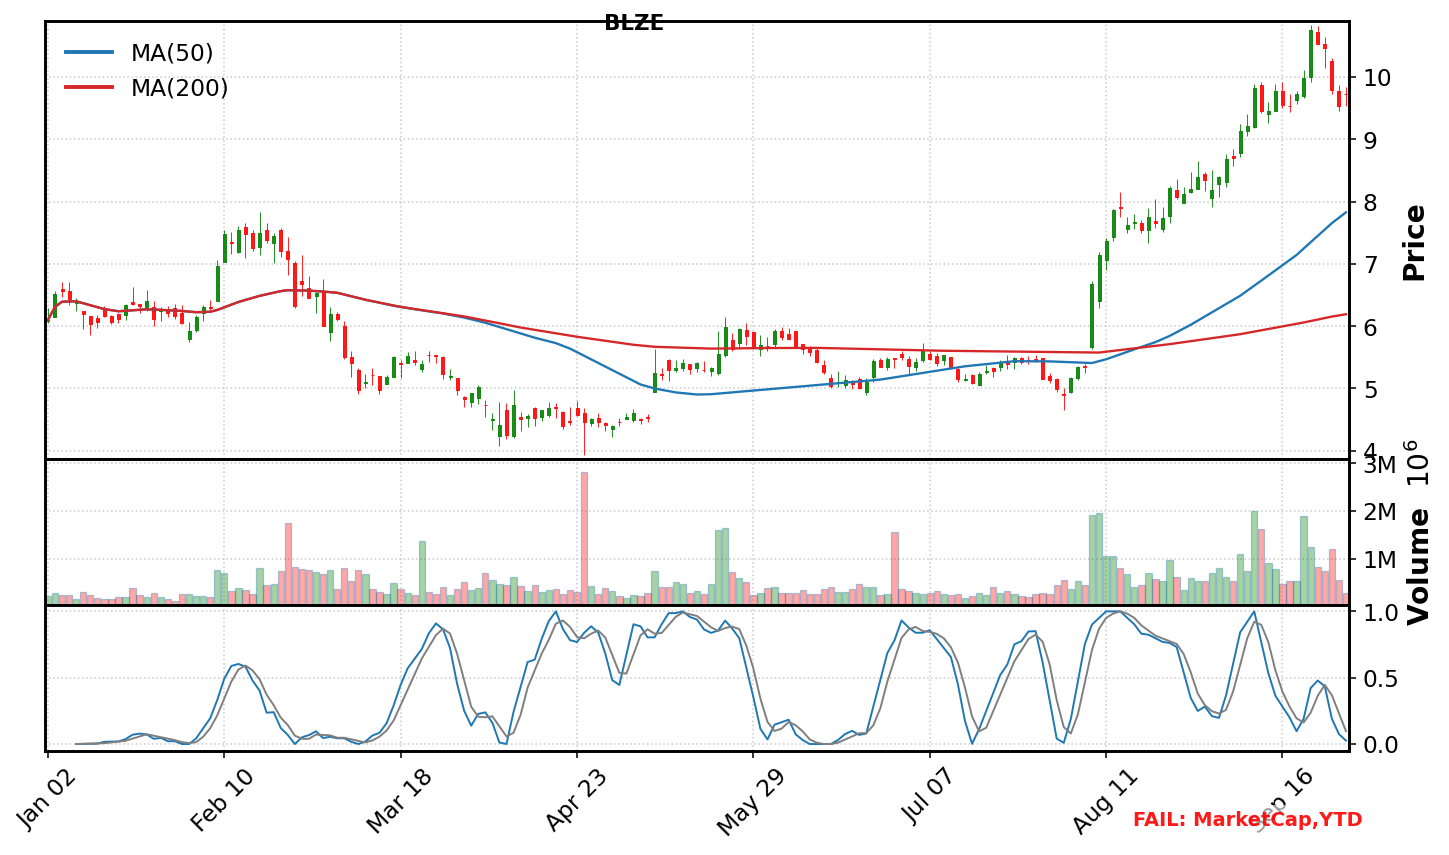 BLZE
MA(50)
MA(200)
10
9
8
7
6
5
4
Price
3M
2M
1M
Volume 10^6
1.0
0.5
0.0
Jan 02
Feb 10
Mar 18
Apr 23
May 29
Jul 07
Aug 11
Sep 16
FAIL: MarketCap,YTD